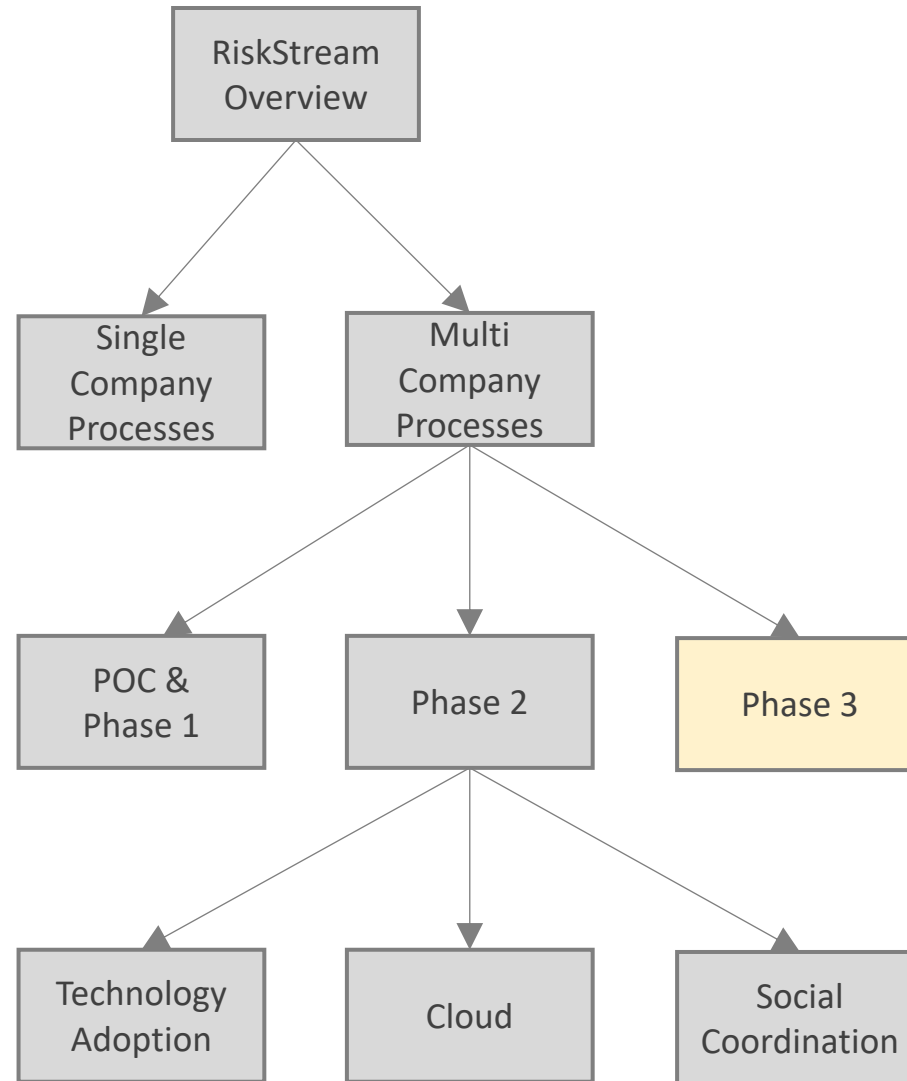 RiskStream
Overview
Single
Company
Processes
Multi
Company
Processes
POC &
Phase 1
Phase 2
Phase 3
Technology
Adoption
Cloud
Social
Coordination